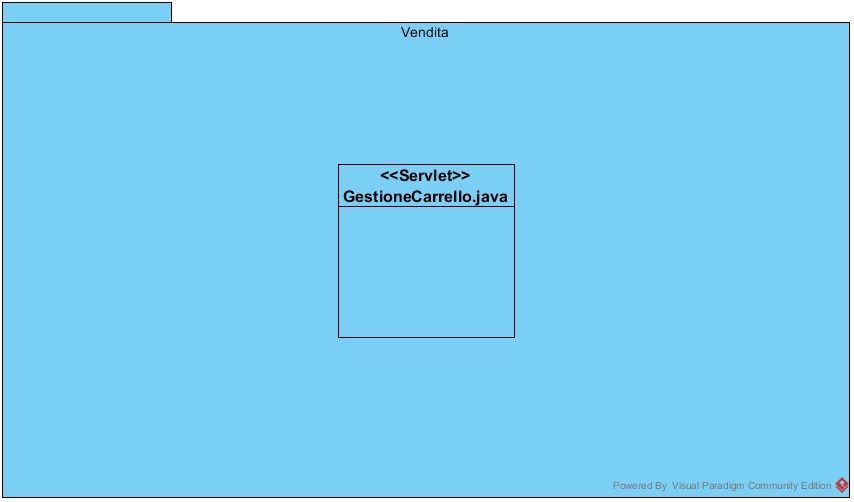 Vendita
<<Servlet>>
GestioneCarrello.java
Powered By Visual Paradigm Community Edition